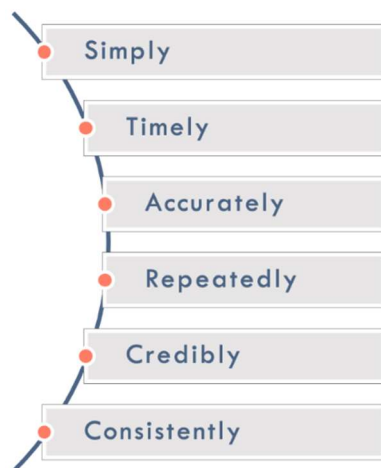 Simply
Timely
Accurately
Repeatedly
Credibly
Consistently